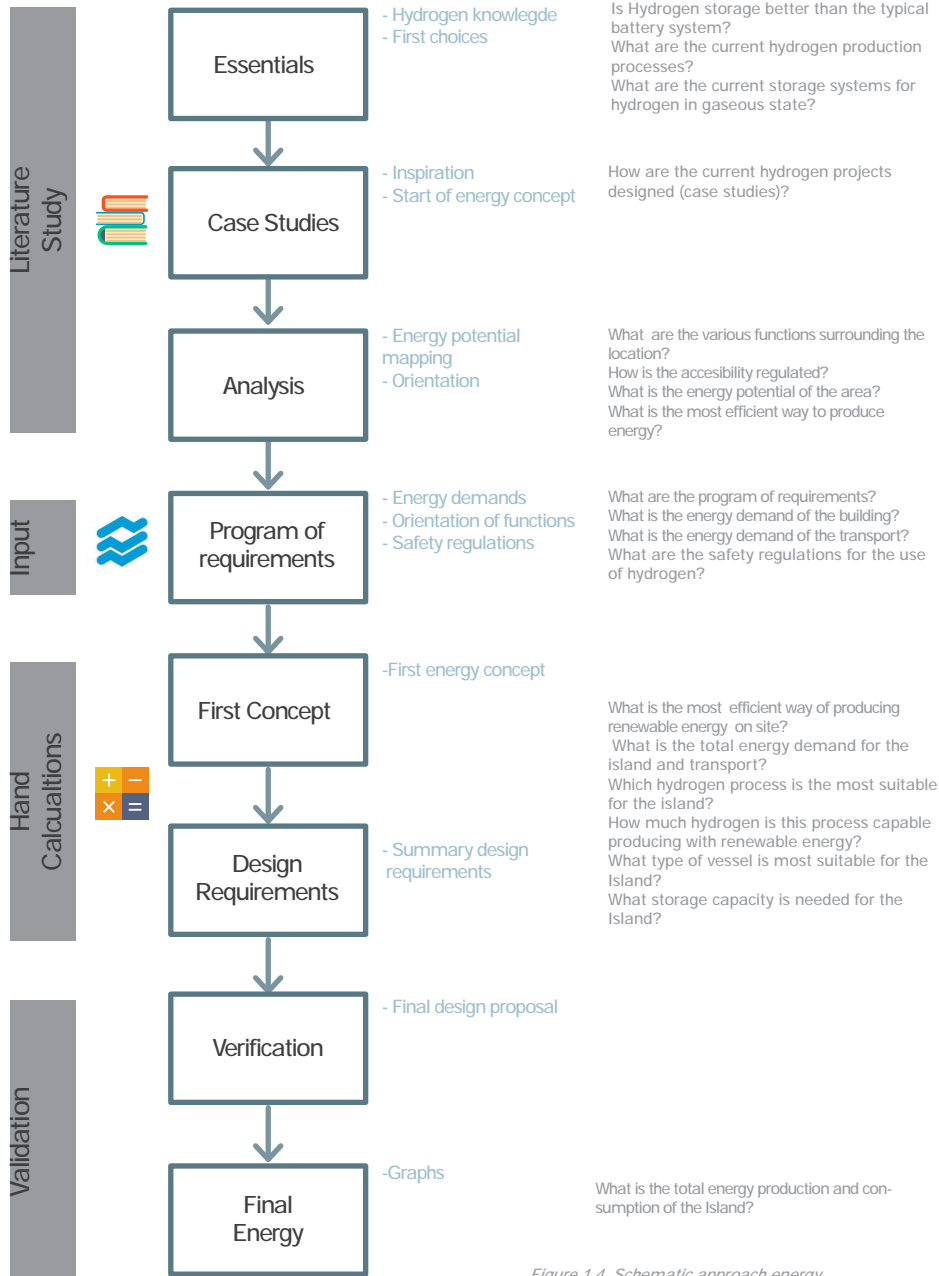 Literature
Study
Essentials
- Hydrogen knowlegde
- First choices
Is Hydrogen storage better than the typical
battery system?
What are the current hydrogen production
processes?
What are the current storage systems for
hydrogen in gaseous state?
Case Studies
- Inspiration
- Start of energy concept
How are the current hydrogen projects
designed (case studies)?
Analysis
- Energy potential
mapping
- Orientation
What are the various functions surrounding the
location?
How is the accesibility regulated?
What is the energy potential of the area?
What is the most efficient way to produce
energy?
Input
Program of
requirements
- Energy demands
- Orientation of functions
- Safety regulations
What are the program of requirements?
What is the energy demand of the building?
What is the energy demand of the transport?
What are the safety regulations for the use
of hydrogen?
Hand
Calcualtions
+ −
× =
First Concept
-First energy concept
What is the most efficient way of producing
renewable energy on site?
What is the total energy demand for the
island and transport?
Which hydrogen process is the most suitable
for the island?
How much hydrogen is this process capable
producing with renewable energy?
What type of vessel is most suitable for the
Island?
What storage capacity is needed for the
Island?
Design
Requirements
- Summary design
requirements
Validation
Verification
- Final design proposal
Final
Energy
-Graphs
What is the total energy production and con-
sumption of the Island?
Figure 1.4 Schematic approach energy